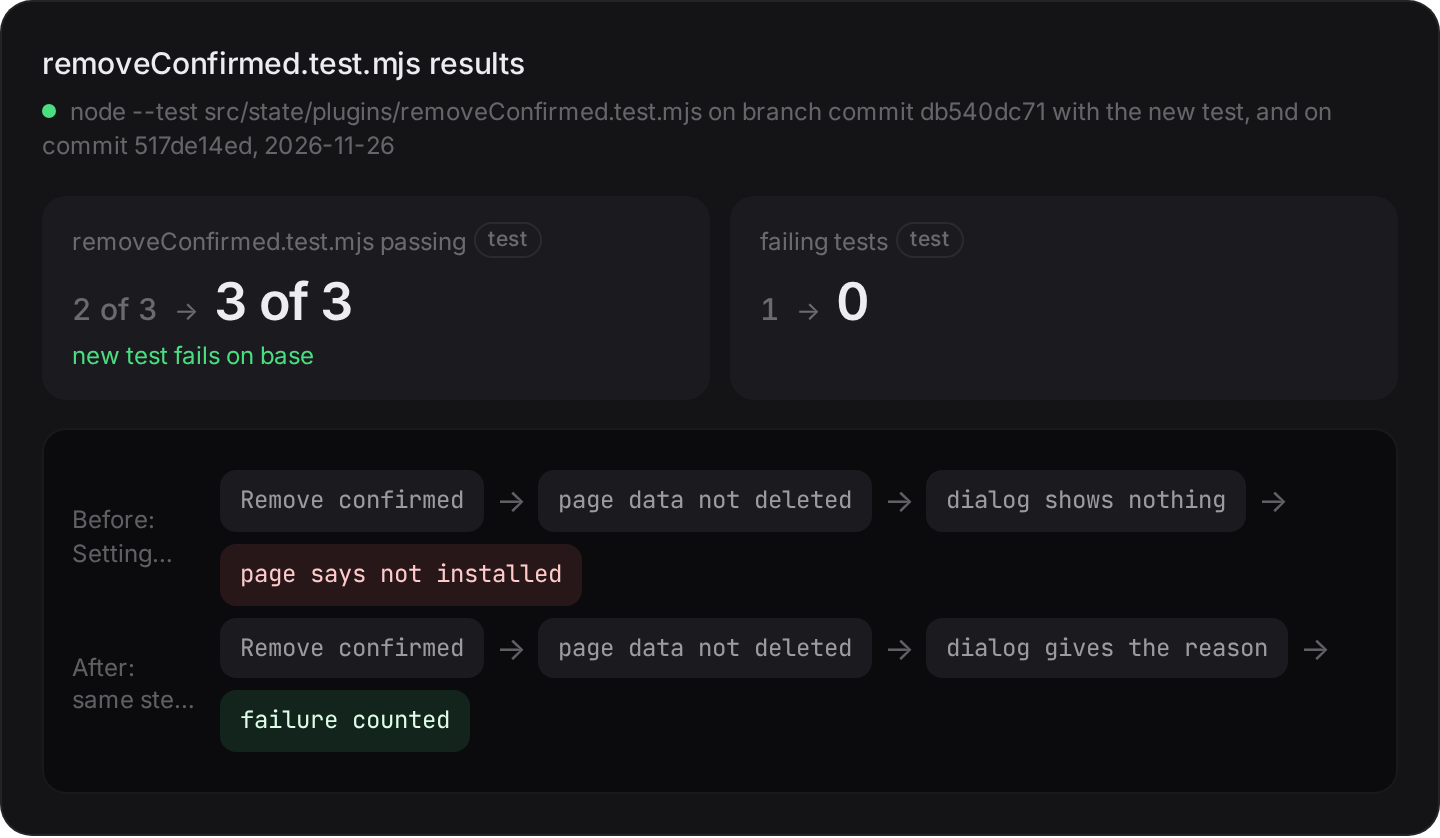 removeConfirmed.test.mjs results
node --test src/state/plugins/removeConfirmed.test.mjs on branch commit db540dc71 with the new test, and on
commit 517de14ed, 2026-11-26
removeConfirmed.test.mjs passing test
2 of 3 → 3 of 3
new test fails on base
failing tests test
1 → 0
Before:
Setting...
Remove confirmed → page data not deleted → dialog shows nothing →
page says not installed
After:
same ste...
Remove confirmed → page data not deleted → dialog gives the reason →
failure counted